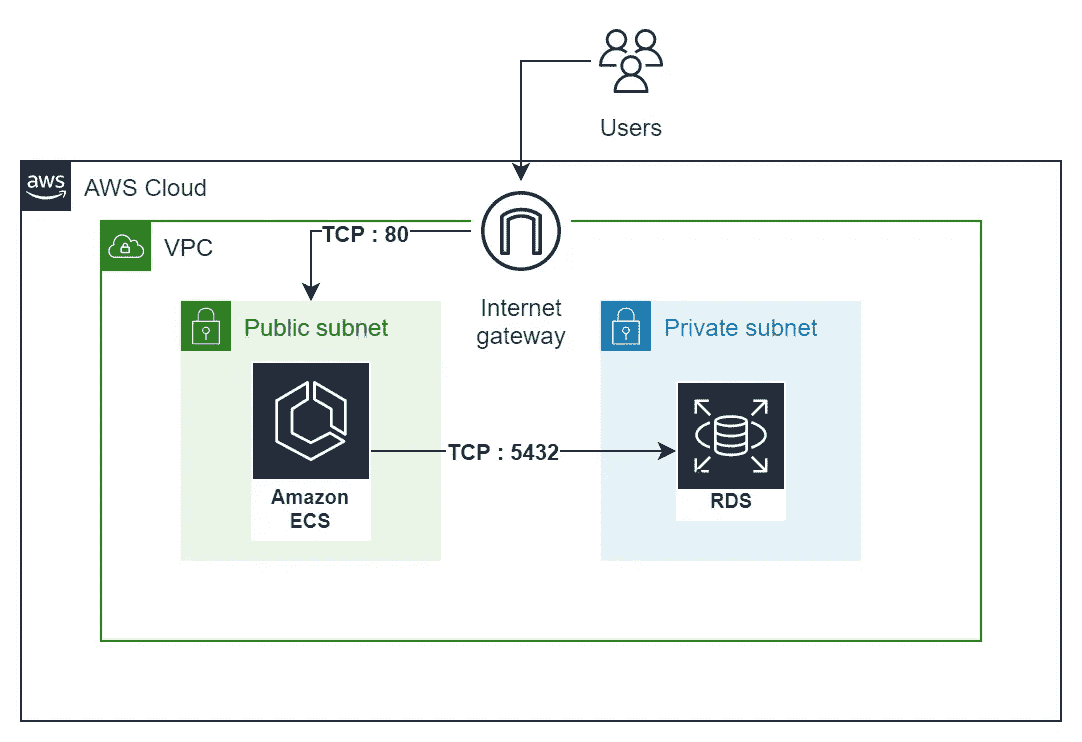 Users
aws
AWS Cloud
TCP : 80
VPC
Internet
gateway
Public subnet
Private subnet
TCP : 5432
Amazon
ECS
RDS